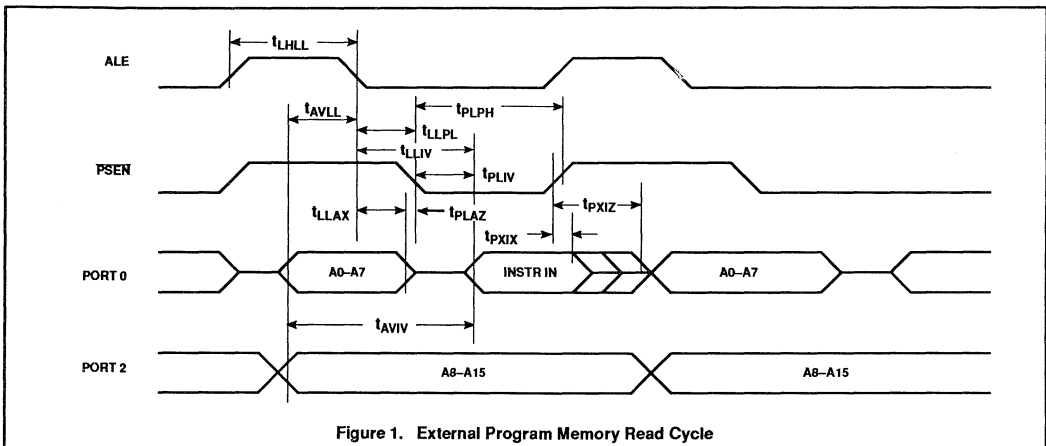 tLHLL
ALE
tAVLL
tPLPH
tLLPL
tLLIV
PSEN
tPLIV
tLLAX
tPLAZ
tPXIZ
tPXIX
PORT 0
A0–A7
INSTR IN
A0–A7
tAVIV
PORT 2
A8–A15
A8–A15
Figure 1. External Program Memory Read Cycle